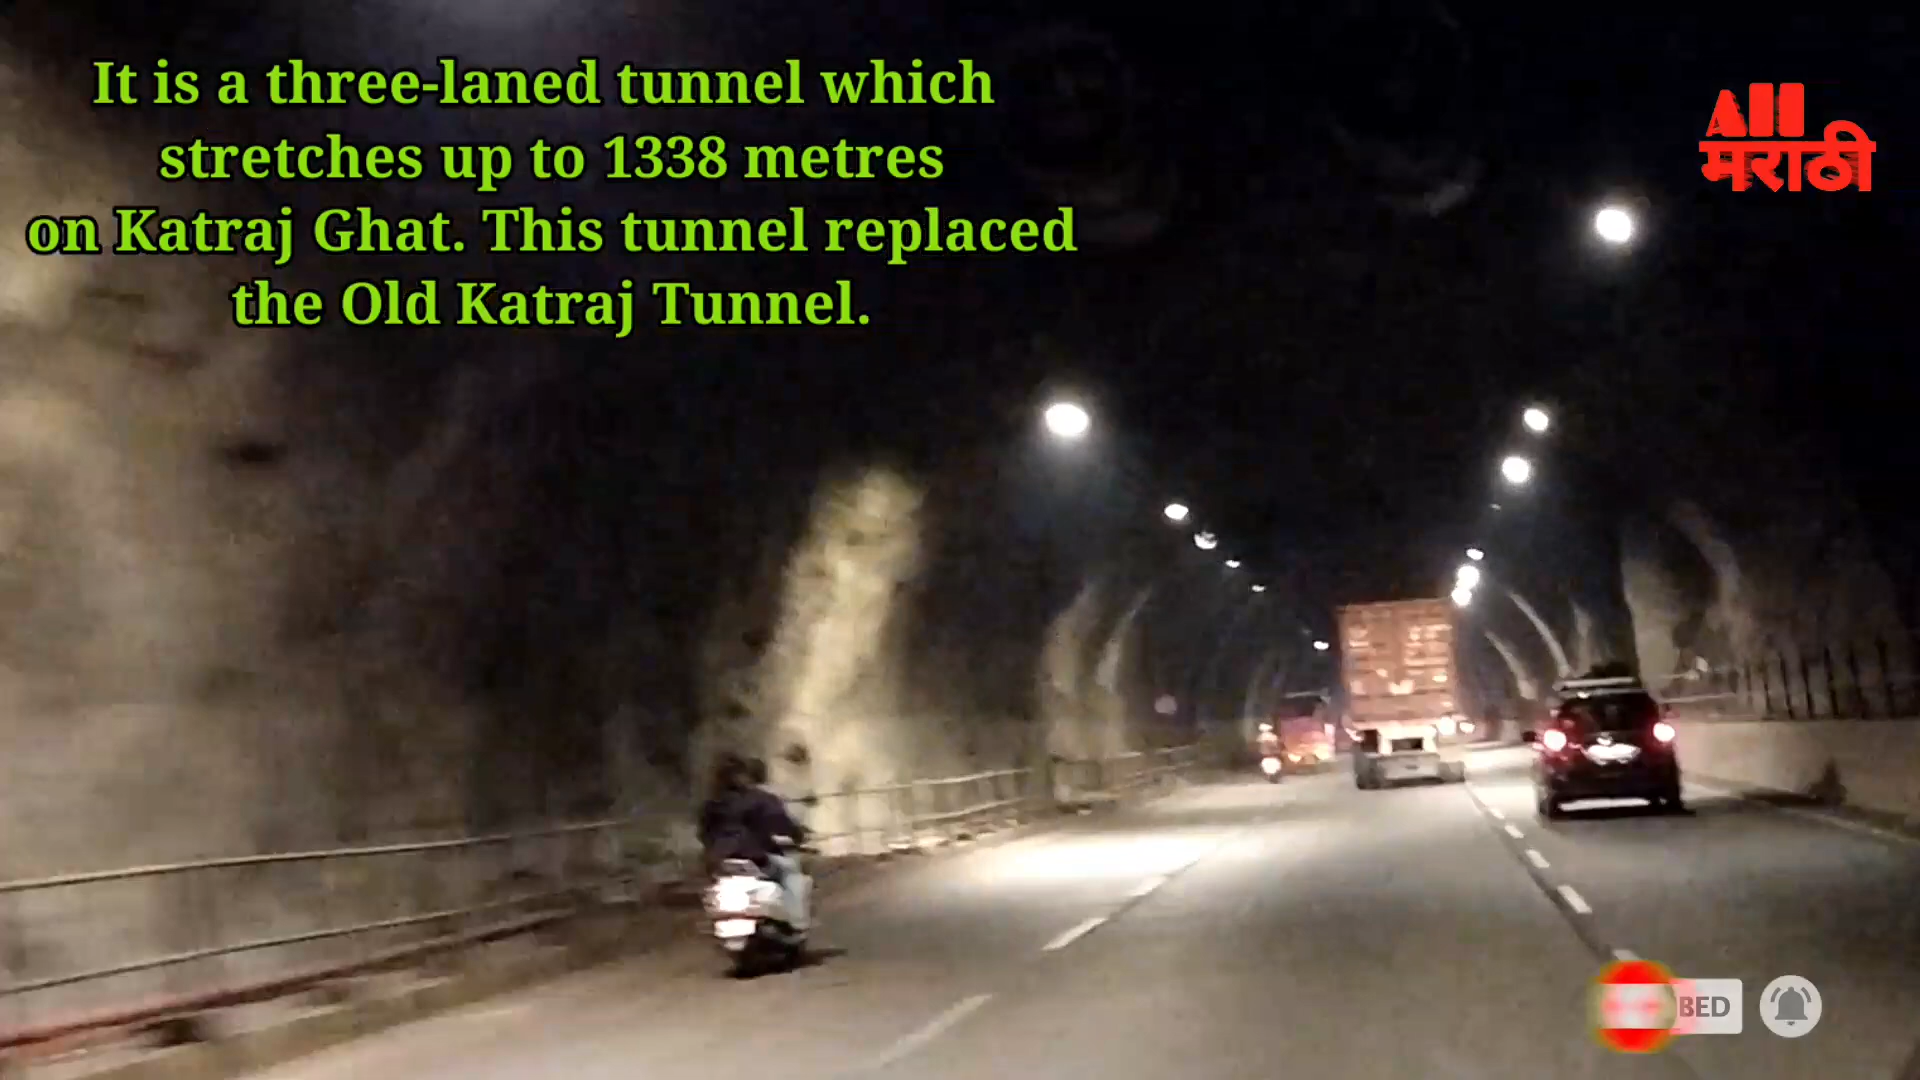 It is a three-laned tunnel which
stretches up to 1338 metres
on Katraj Ghat. This tunnel replaced
the Old Katraj Tunnel.
All
मराठी
BED